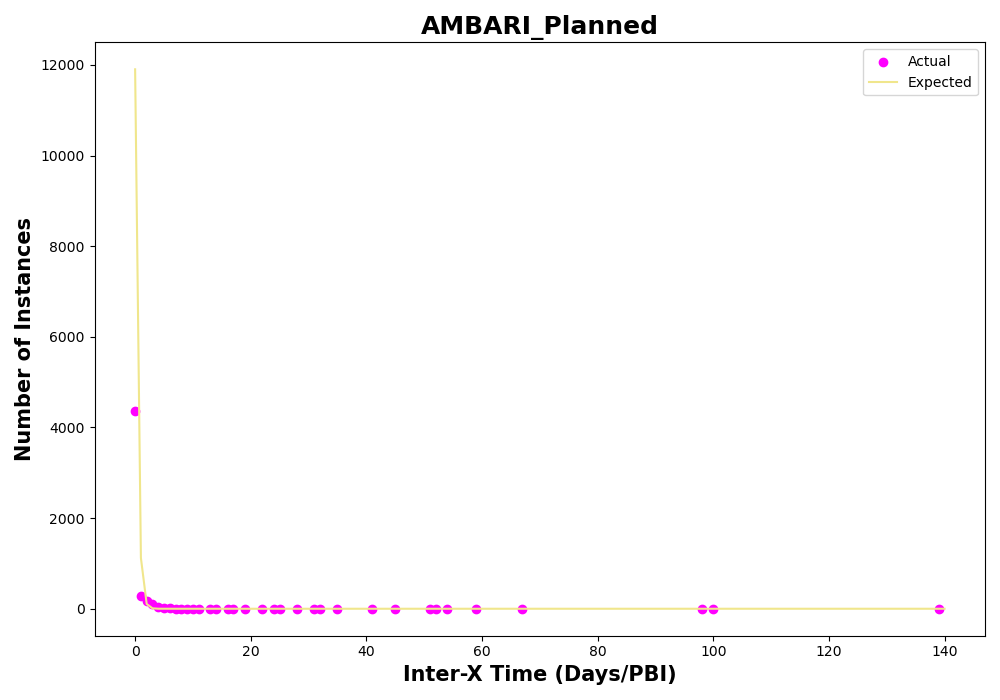 AMBARI_Planned
Actual
Expected
12000
10000
8000
6000
4000
2000
0
Number of Instances
0 20 40 60 80 100 120 140
Inter-X Time (Days/PBI)